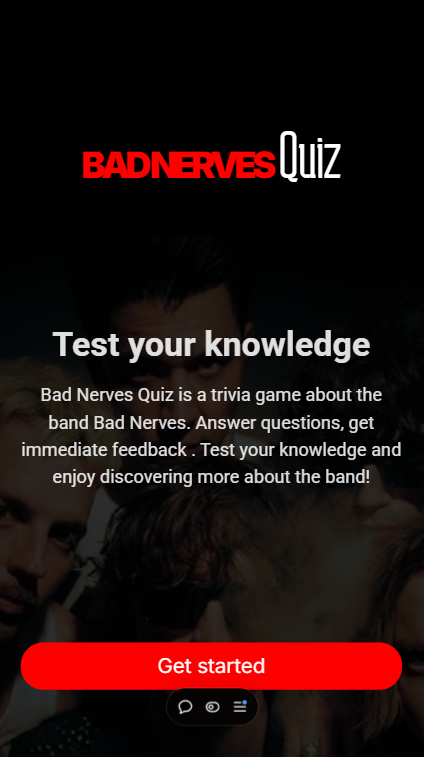 BADNERVES Quiz
Test your knowledge
Bad Nerves Quiz is a trivia game about the
band Bad Nerves. Answer questions, get
immediate feedback . Test your knowledge and
enjoy discovering more about the band!
Get started